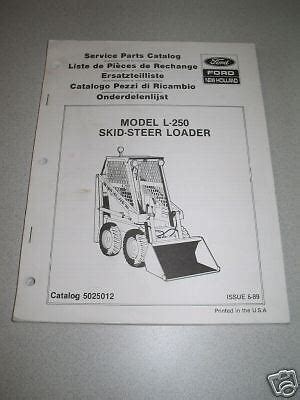 Service Parts Catalog
Liste de Pièces de Rechange
Ersatzteilliste
Catalogo Pezzi di Ricambio
Onderdelenlijst
Ford
FORD
NEW HOLLAND
MODEL L-250
SKID-STEER LOADER
Catalog 5025012
ISSUE 5-89
Printed in the U.S.A